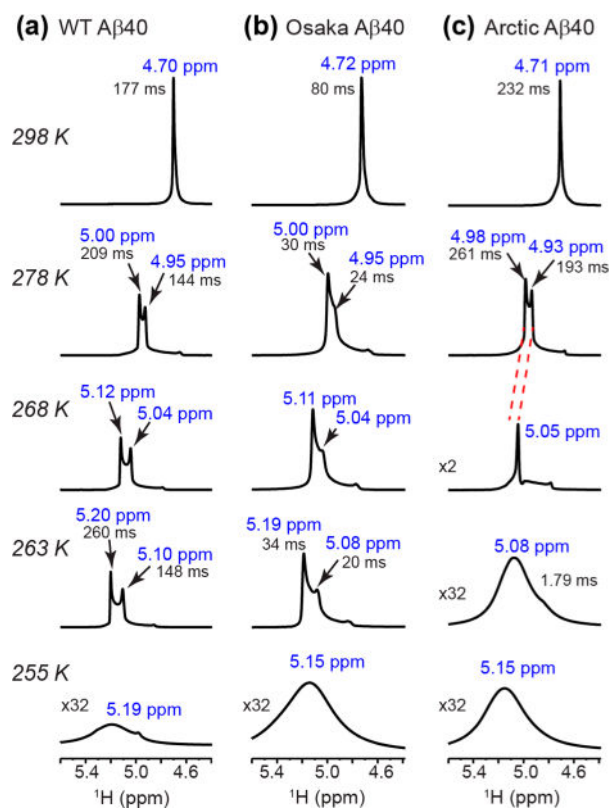 (a) WT Aβ40 (b) Osaka Aβ40 (c) Arctic Aβ40
4.70 ppm 4.72 ppm 4.71 ppm
177 ms 80 ms 232 ms
298 K
5.00 ppm 5.00 ppm 4.98 ppm 4.93 ppm
209 ms 4.95 ppm 30 ms 4.95 ppm 261 ms 193 ms
144 ms 24 ms
278 K
5.12 ppm 5.11 ppm
268 K 5.04 ppm 5.04 ppm 5.05 ppm
x2
5.20 ppm 5.19 ppm 5.08 ppm
260 ms 5.10 ppm 34 ms 5.08 ppm
263 K 148 ms 20 ms x32 1.79 ms
255 K 5.15 ppm 5.15 ppm
x32 5.19 ppm x32 x32
5.4 5.0 4.6 5.4 5.0 4.6 5.4 5.0 4.6
¹H (ppm) ¹H (ppm) ¹H (ppm)